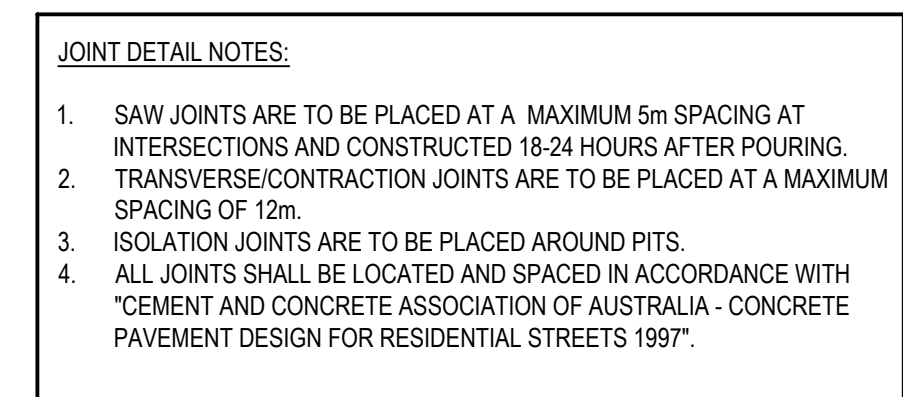 JOINT DETAIL NOTES:
1. SAW JOINTS ARE TO BE PLACED AT A MAXIMUM 5m SPACING AT
INTERSECTIONS AND CONSTRUCTED 18-24 HOURS AFTER POURING.
2. TRANSVERSE/CONTRACTION JOINTS ARE TO BE PLACED AT A MAXIMUM
SPACING OF 12m.
3. ISOLATION JOINTS ARE TO BE PLACED AROUND PITS.
4. ALL JOINTS SHALL BE LOCATED AND SPACED IN ACCORDANCE WITH
"CEMENT AND CONCRETE ASSOCIATION OF AUSTRALIA - CONCRETE
PAVEMENT DESIGN FOR RESIDENTIAL STREETS 1997".